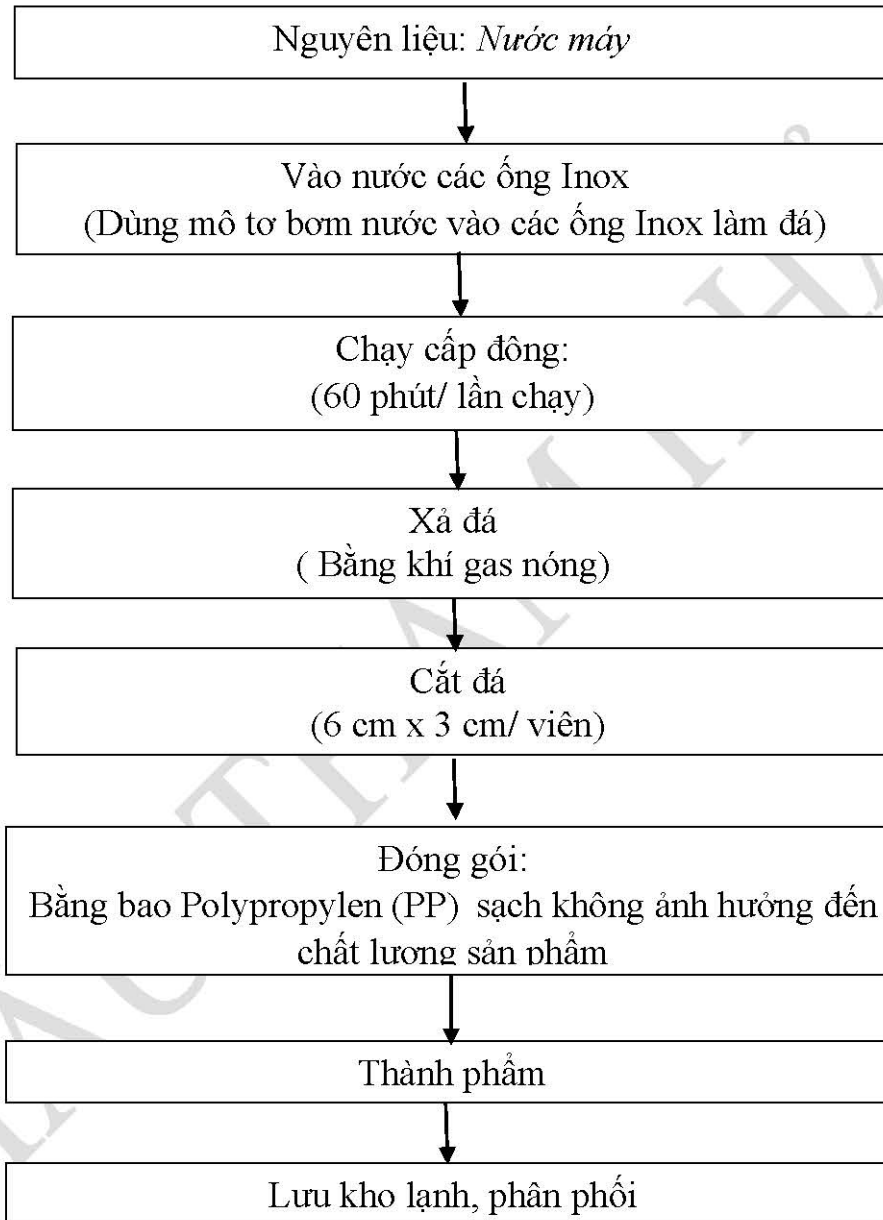 Nguyên liệu: Nước máy
Vào nước các ống Inox
(Dùng mô tơ bơm nước vào các ống Inox làm đá)
Chạy cấp đông:
(60 phút/ lần chạy)
Xả đá
( Bằng khí gas nóng)
Cắt đá
(6 cm x 3 cm/ viên)
Đóng gói:
Bằng bao Polypropylen (PP) sạch không ảnh hưởng đến
chất lượng sản phẩm
Thành phẩm
Lưu kho lạnh, phân phối